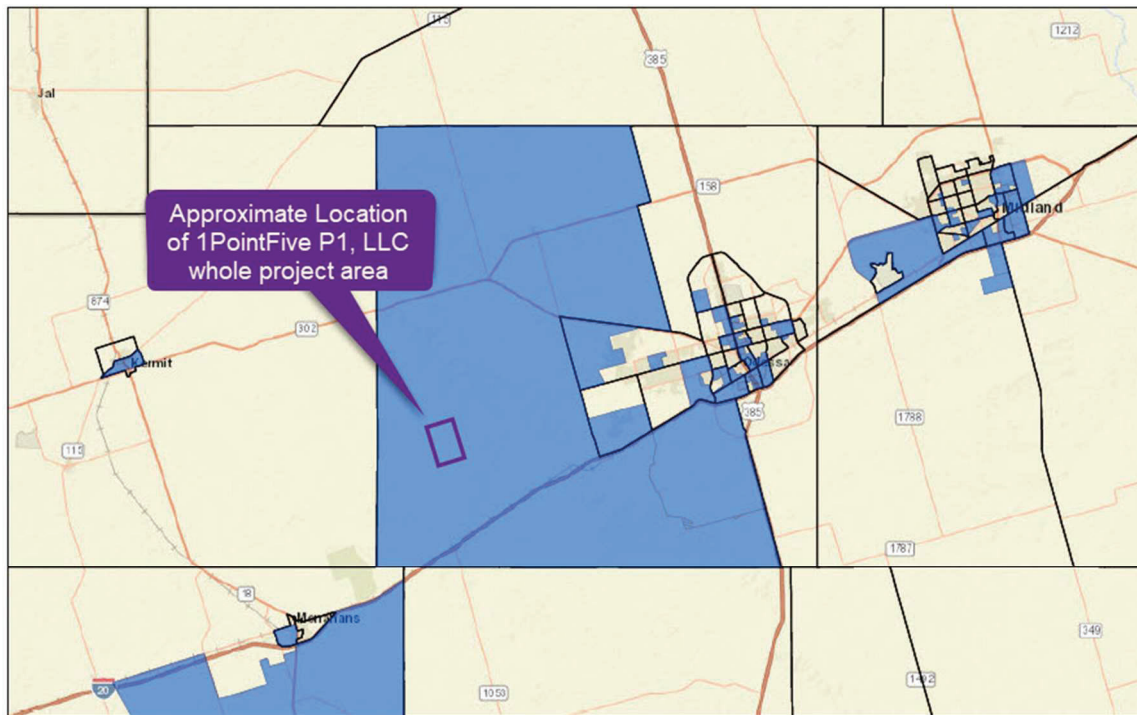 115
385
1212
Jal
158
Approximate Location
of 1PointFive P1, LLC
whole project area
Midland
874
302
Kermit
Odessa
385
1788
115
1787
18
Monahans
20
1053
349